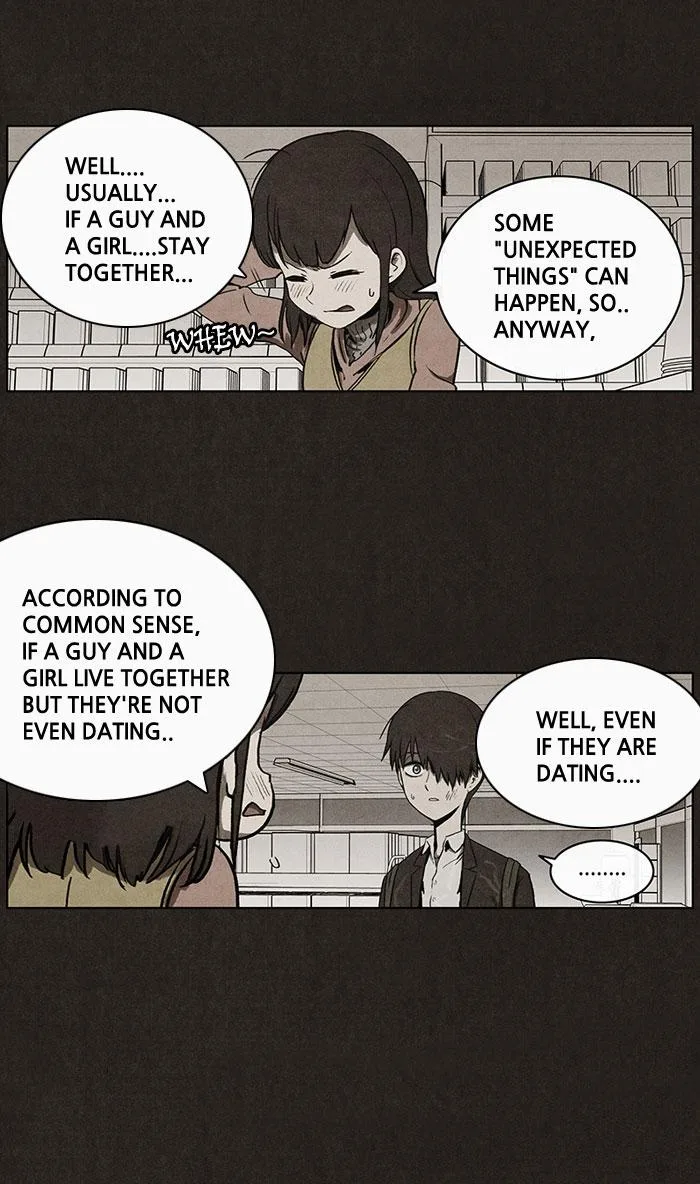 WELL....
USUALLY...
IF A GUY AND
A GIRL....STAY
TOGETHER...
WHEW~
SOME
"UNEXPECTED
THINGS" CAN
HAPPEN, SO..
ANYWAY,
ACCORDING TO
COMMON SENSE,
IF A GUY AND A
GIRL LIVE TOGETHER
BUT THEY'RE NOT
EVEN DATING..
WELL, EVEN
IF THEY ARE
DATING....
........